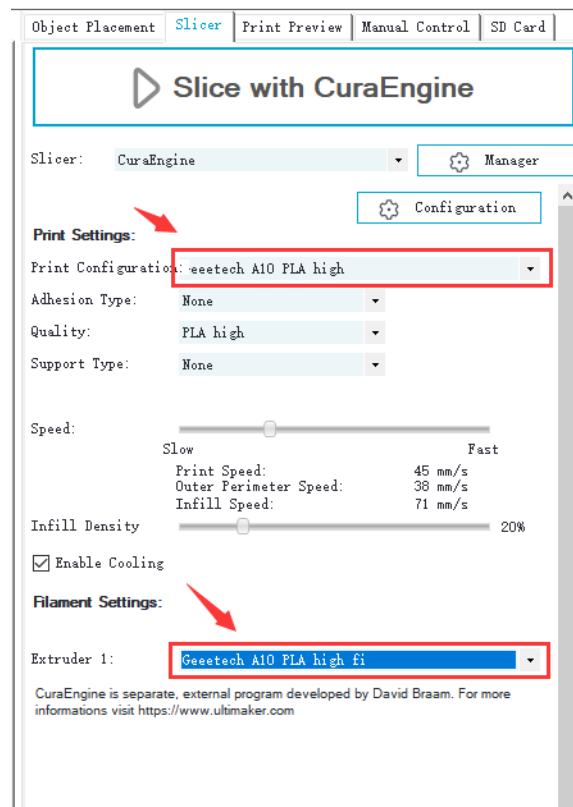 Object Placement Slicer Print Preview Manual Control SD Card
Slice with CuraEngine
Slicer: CuraEngine Manager
Configuration
Print Settings:
Print Configuration: eeetech A10 PLA high
Adhesion Type: None
Quality: PLA high
Support Type: None
Speed:
Slow Fast
Print Speed: 45 mm/s
Outer Perimeter Speed: 38 mm/s
Infill Speed: 71 mm/s
Infill Density 20%
Enable Cooling
Filament Settings:
Extruder 1: Geeetech A10 PLA high fi
CuraEngine is separate, external program developed by David Braam. For more
informations visit https://www.ultimaker.com